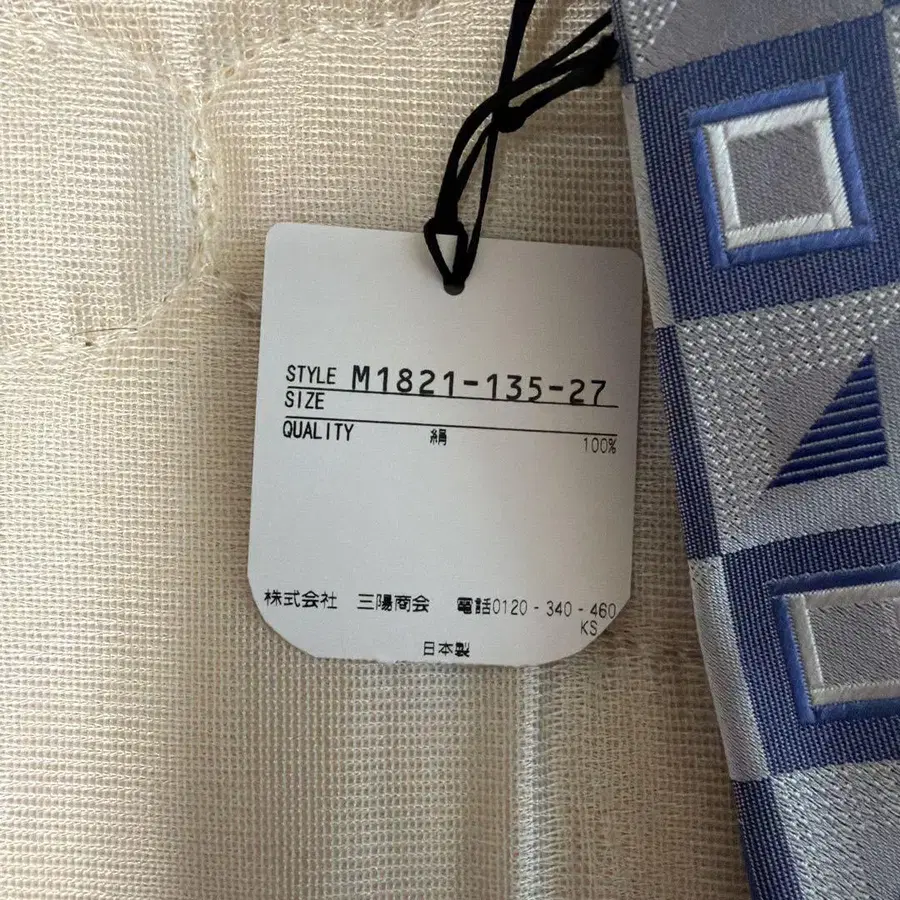 STYLE M1821-135-27
SIZE
QUALITY 絹 100%
株式会社 三陽商会 電話0120-340-460
KS
日本製